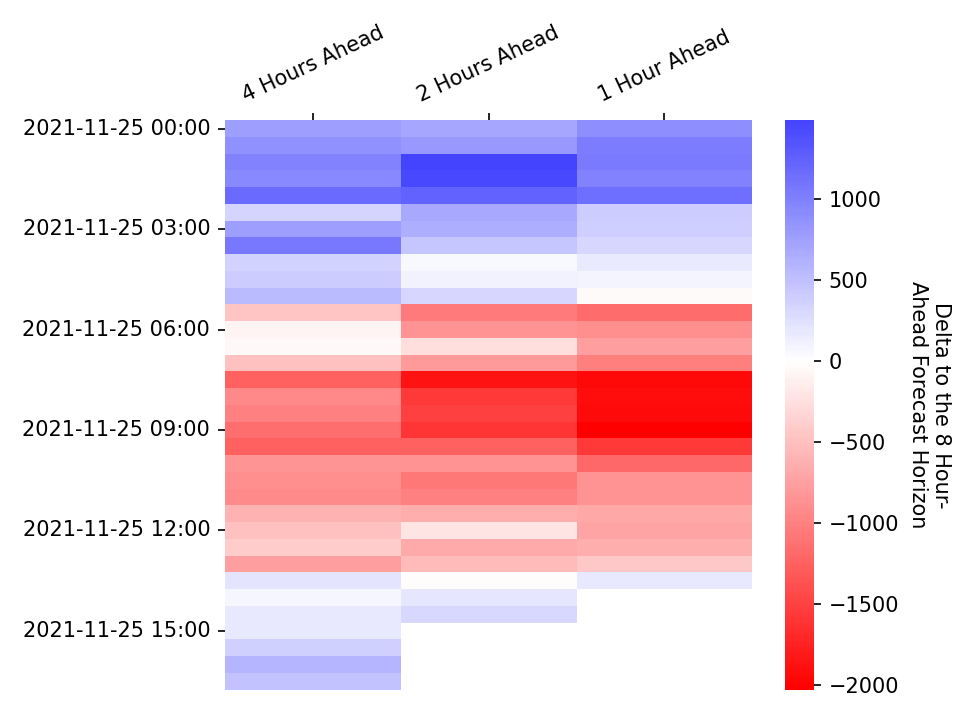 4 Hours Ahead
2 Hours Ahead
1 Hour Ahead
2021-11-25 00:00
2021-11-25 03:00
2021-11-25 06:00
2021-11-25 09:00
2021-11-25 12:00
2021-11-25 15:00
1000
500
0
−500
−1000
−1500
−2000
Delta to the 8 Hour-
Ahead Forecast Horizon